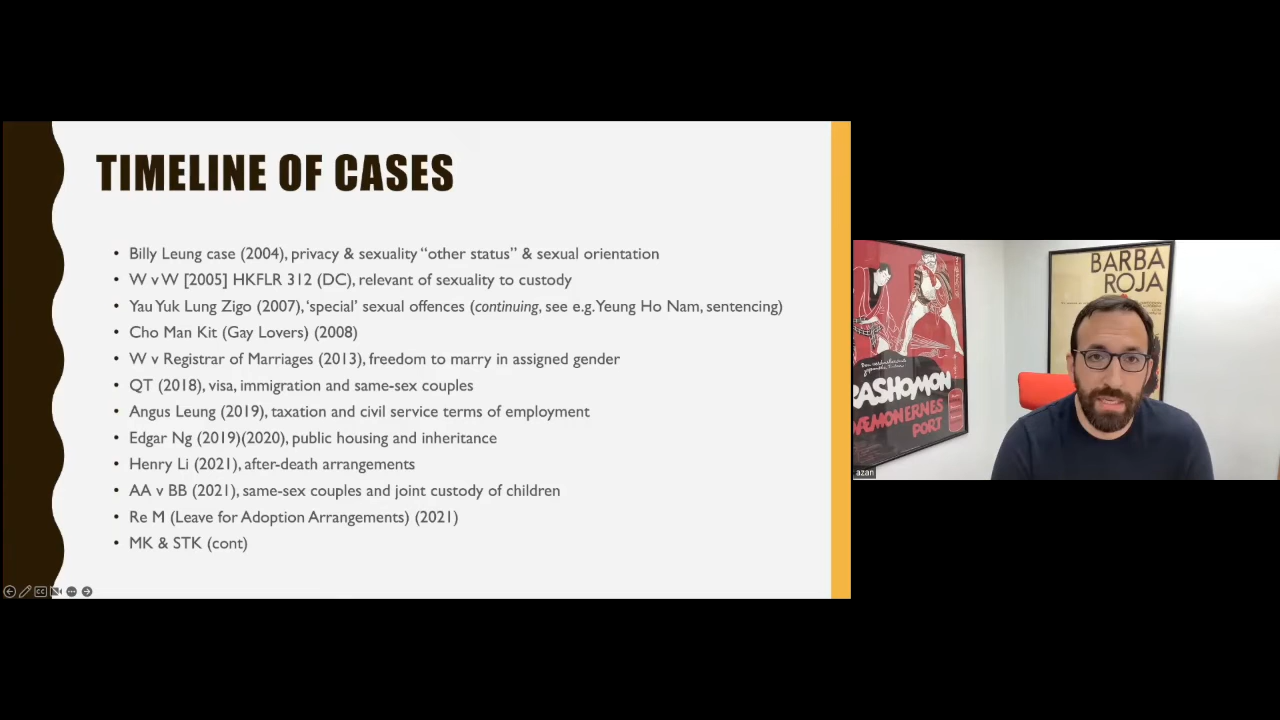 TIMELINE OF CASES
• Billy Leung case (2004), privacy & sexuality “other status” & sexual orientation
• W v W [2005] HKFLR 312 (DC), relevant of sexuality to custody
• Yau Yuk Lung Zigo (2007), ‘special’ sexual offences (continuing, see e.g. Yeung Ho Nam, sentencing)
• Cho Man Kit (Gay Lovers) (2008)
• W v Registrar of Marriages (2013), freedom to marry in assigned gender
• QT (2018), visa, immigration and same-sex couples
• Angus Leung (2019), taxation and civil service terms of employment
• Edgar Ng (2019)(2020), public housing and inheritance
• Henry Li (2021), after-death arrangements
• AA v BB (2021), same-sex couples and joint custody of children
• Re M (Leave for Adoption Arrangements) (2021)
• MK & STK (cont)
BARBA
ROJA
RASHOMON
DÆMONERNES
PORT
azan